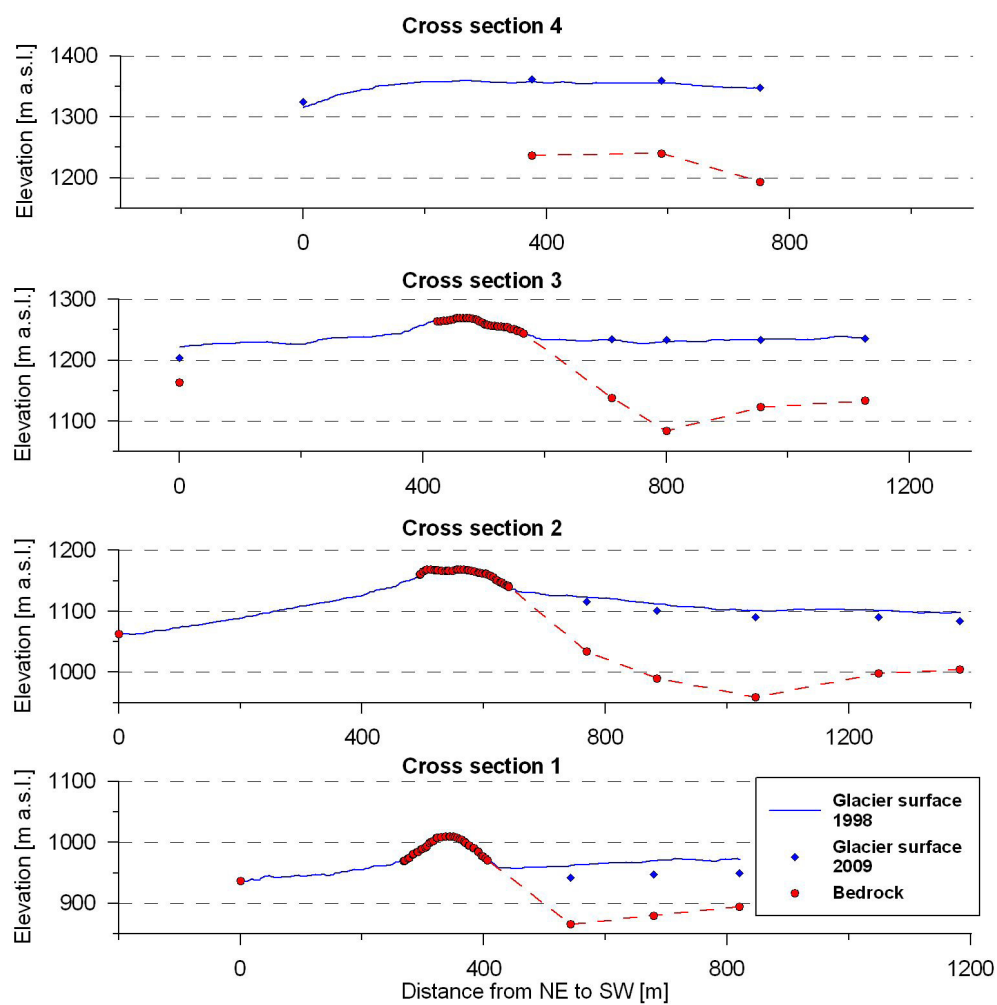 Cross section 4
Elevation [m a.s.l.]
1400
1300
1200
0
400
800
Cross section 3
Elevation [m a.s.l.]
1300
1200
1100
0
400
800
1200
Cross section 2
Elevation [m a.s.l.]
1200
1100
1000
0
400
800
1200
Cross section 1
Elevation [m a.s.l.]
1100
1000
900
Glacier surface
1998
Glacier surface
2009
Bedrock
0
400
800
1200
Distance from NE to SW [m]